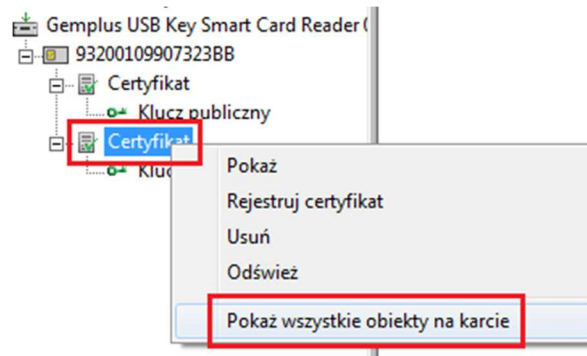 Gemplus USB Key Smart Card Reader
93200109907323BB
Certyfikat
Klucz publiczny
Certyfikat
Pokaż
Rejestruj certyfikat
Usuń
Odśwież
Pokaż wszystkie obiekty na karcie